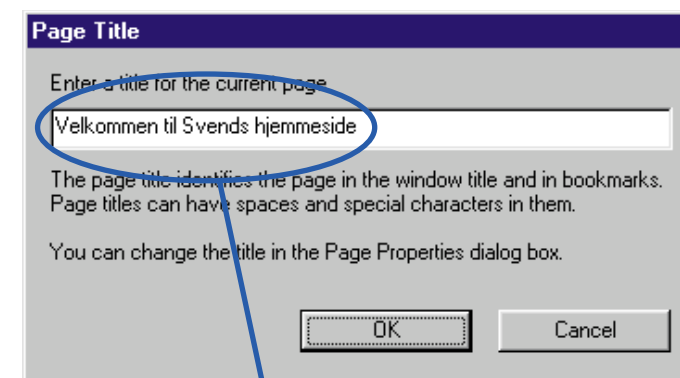 Page Title
Enter a title for the current page
Velkommen til Svends hjemmeside
The page title identifies the page in the window title and in bookmarks.
Page titles can have spaces and special characters in them.
You can change the title in the Page Properties dialog box.
OK
Cancel